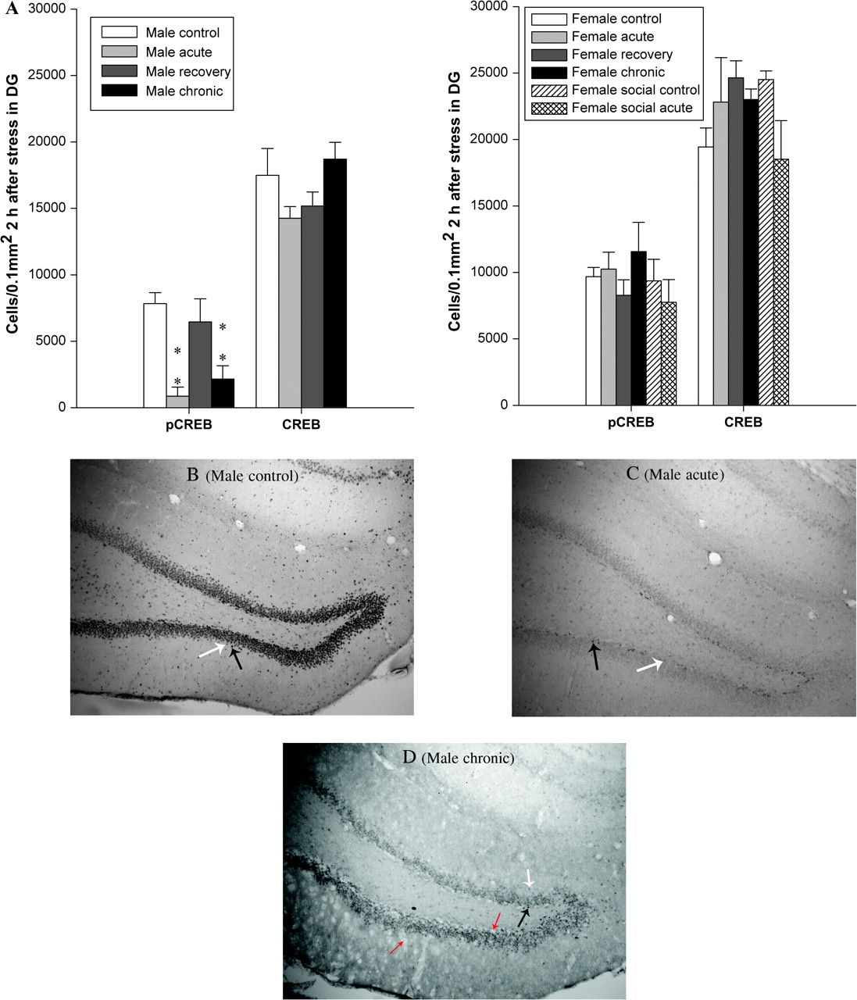 A
30000
25000
20000
15000
10000
5000
0
Cells/0.1mm2 2 h after stress in DG
Male control
Male acute
Male recovery
Male chronic
*
*
*
*
pCREB
CREB
30000
25000
20000
15000
10000
5000
0
Cells/0.1mm2 2 h after stress in DG
Female control
Female acute
Female recovery
Female chronic
Female social control
Female social acute
pCREB
CREB
B (Male control)
C (Male acute)
D (Male chronic)